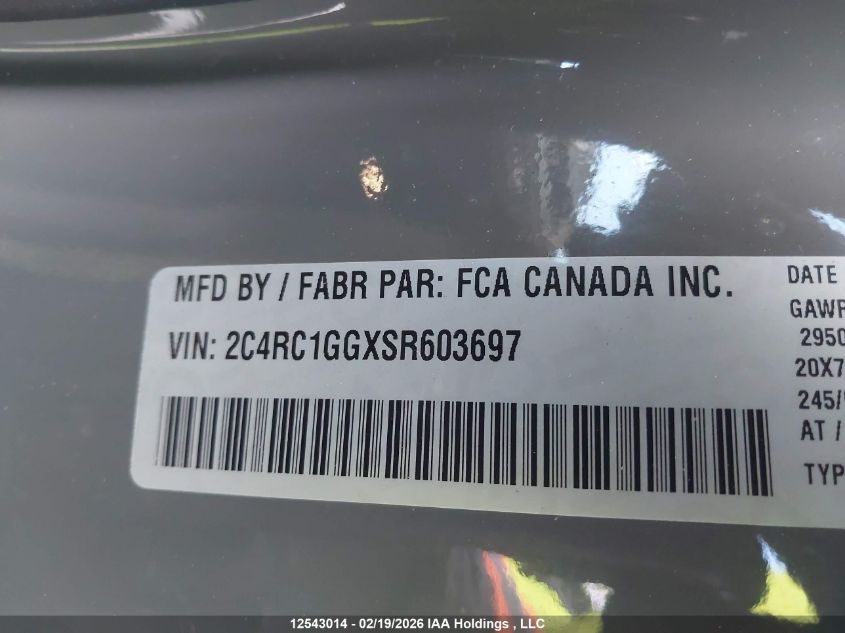 MFD BY / FABR PAR: FCA CANADA INC.
VIN: 2C4RC1GGXSR603697
DATE
GAWR
2950
20X7
245/
AT /
TYP
12543014 - 02/19/2026 IAA Holdings , LLC